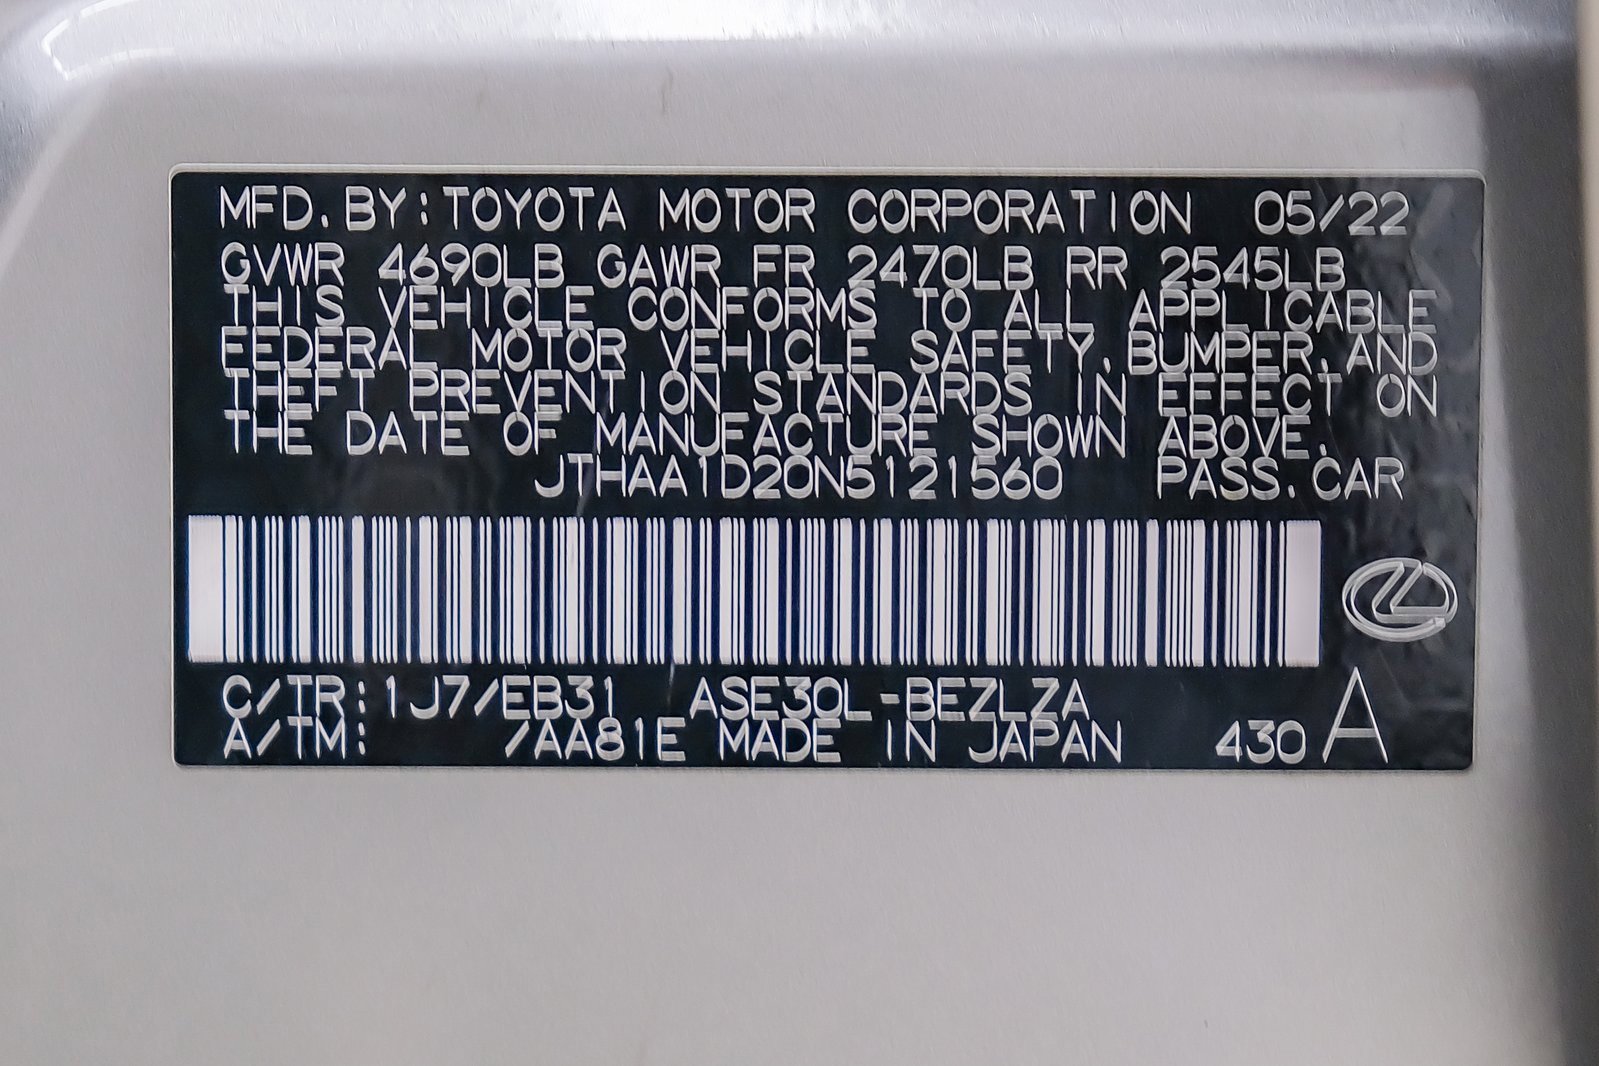 MFD. BY: TOYOTA MOTOR CORPORATION 05/22
GVWR 4690LB GAWR FR 2470LB RR 2545LB
THIS VEHICLE CONFORMS TO ALL APPLICABLE
FEDERAL MOTOR VEHICLE SAFETY, BUMPER, AND
THEFT PREVENTION STANDARDS IN EFFECT ON
THE DATE OF MANUFACTURE SHOWN ABOVE.
JTHAA1D20N5121560 PASS. CAR
C/TR: 1J7/EB31 ASE30L-BEZLZA
A/TM: /AA81E MADE IN JAPAN 430 A